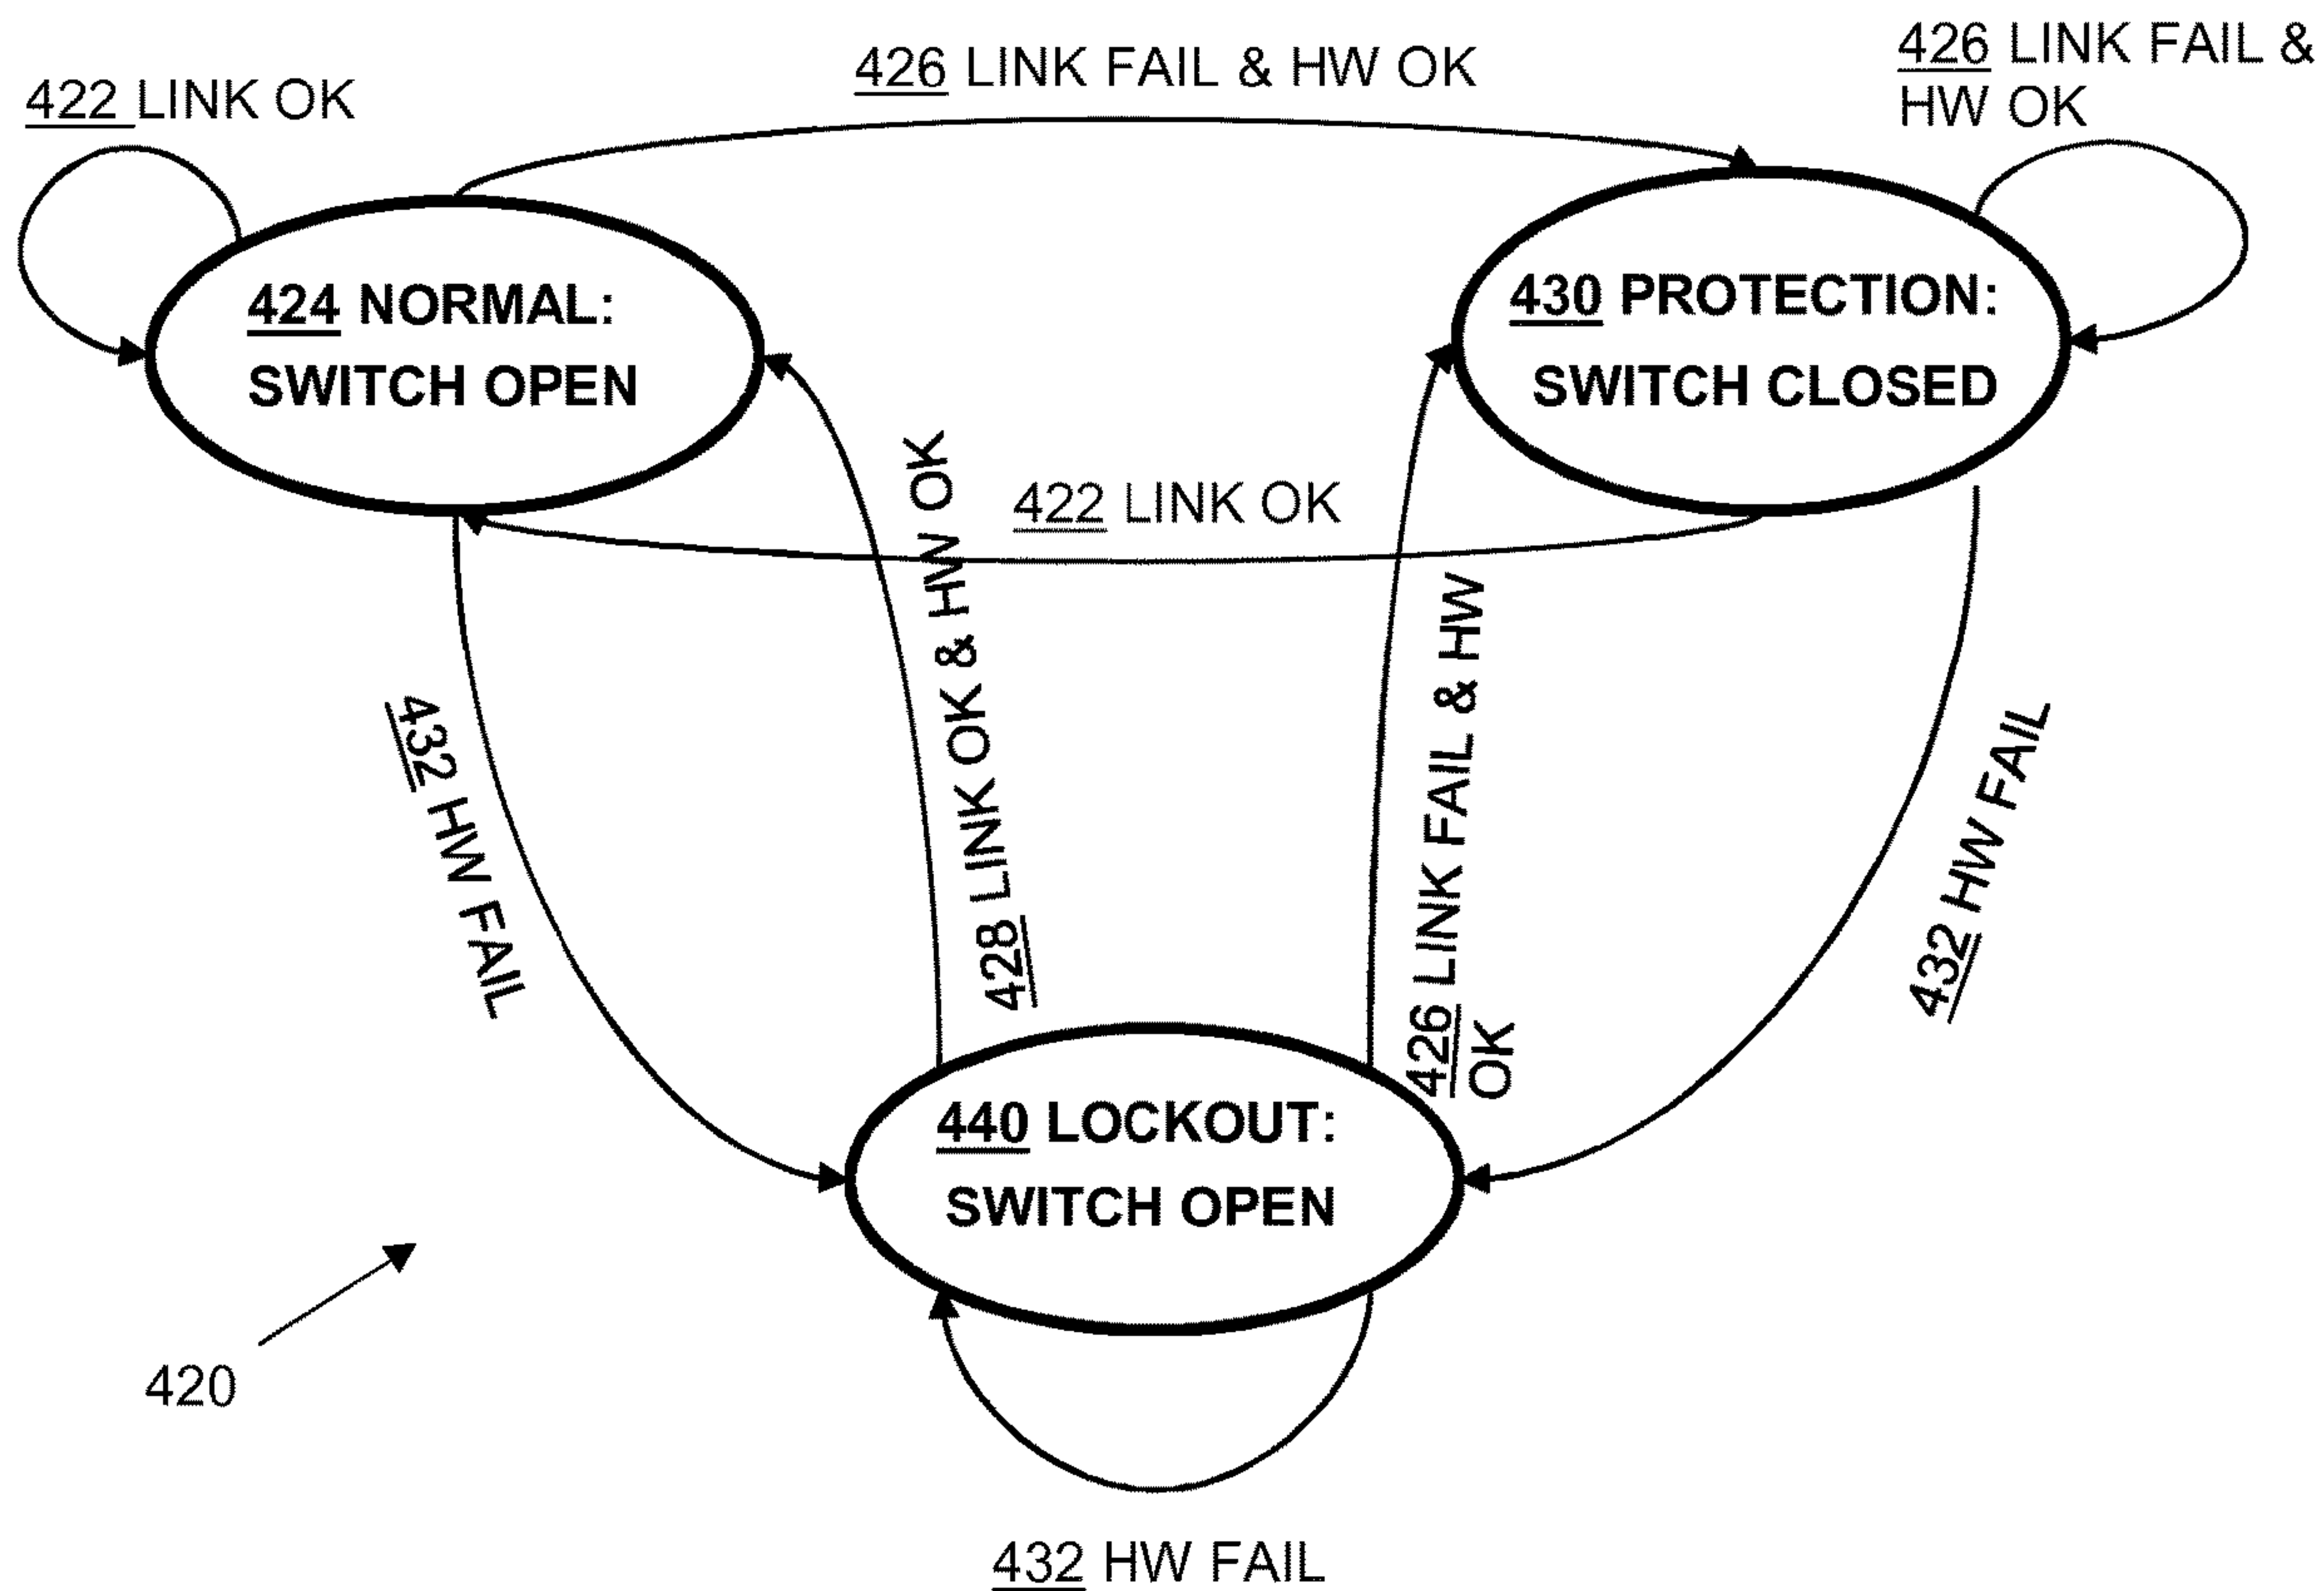 426 LINK FAIL & HW OK
426 LINK FAIL &
HW OK
422 LINK OK
424 NORMAL:
SWITCH OPEN
430 PROTECTION:
SWITCH CLOSED
422 LINK OK
432 HW FAIL
428 LINK OK & HW OK
426 LINK FAIL & HW
OK
432 HW FAIL
440 LOCKOUT:
SWITCH OPEN
420
432 HW FAIL